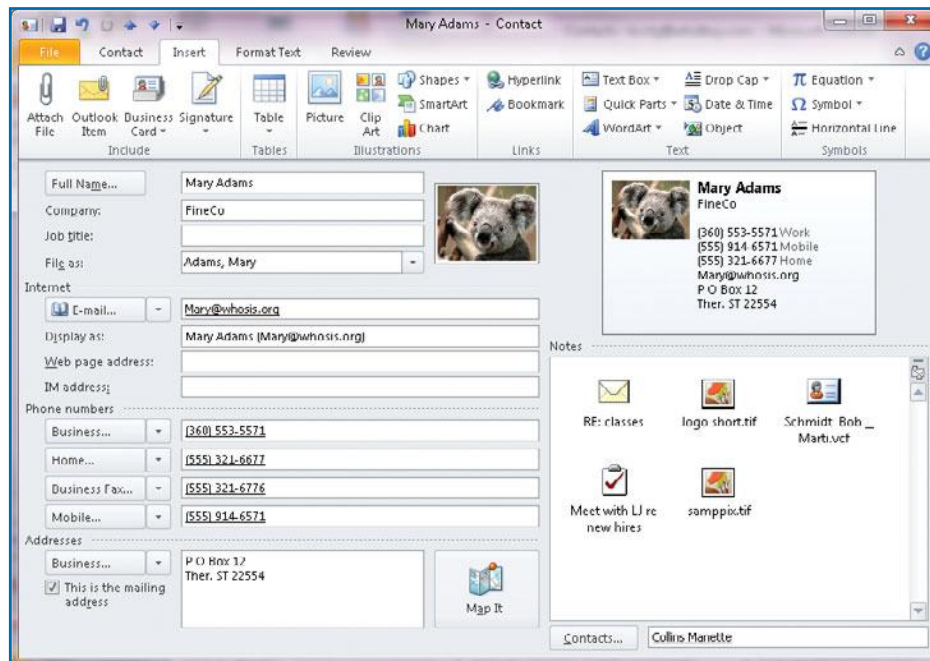 Mary Adams - Contact
File Contact Insert Format Text Review
Attach File
Outlook Item
Business Card
Signature
Include
Table
Tables
Picture
Clip Art
Shapes
SmartArt
Chart
Illustrations
Hyperlink
Bookmark
Links
Text Box
Quick Parts
WordArt
Drop Cap
Date & Time
Object
Text
Equation
Symbol
Horizontal Line
Symbols
Full Name... Mary Adams
Company: FineCo
Job title:
File as: Adams, Mary
Internet
E-mail... Mary@whosis.org
Display as: Mary Adams (Mary@whosis.org)
Web page address:
IM address:
Phone numbers
Business... (360) 553-5571
Home... (555) 321-6677
Business Fax... (555) 321-6776
Mobile... (555) 914-6571
Addresses
Business...
This is the mailing
address
P O Box 12
Ther. ST 22554
Map It
Mary Adams
FineCo
(360) 553-5571 Work
(555) 914-6571 Mobile
(555) 321-6677 Home
Mary@whosis.org
P O Box 12
Ther. ST 22554
Notes
RE: classes
logo short.tif
Schmidt Bob _
Marti.vcf
Meet with LJ re
new hires
samppix.tif
Contacts... Collins Manette